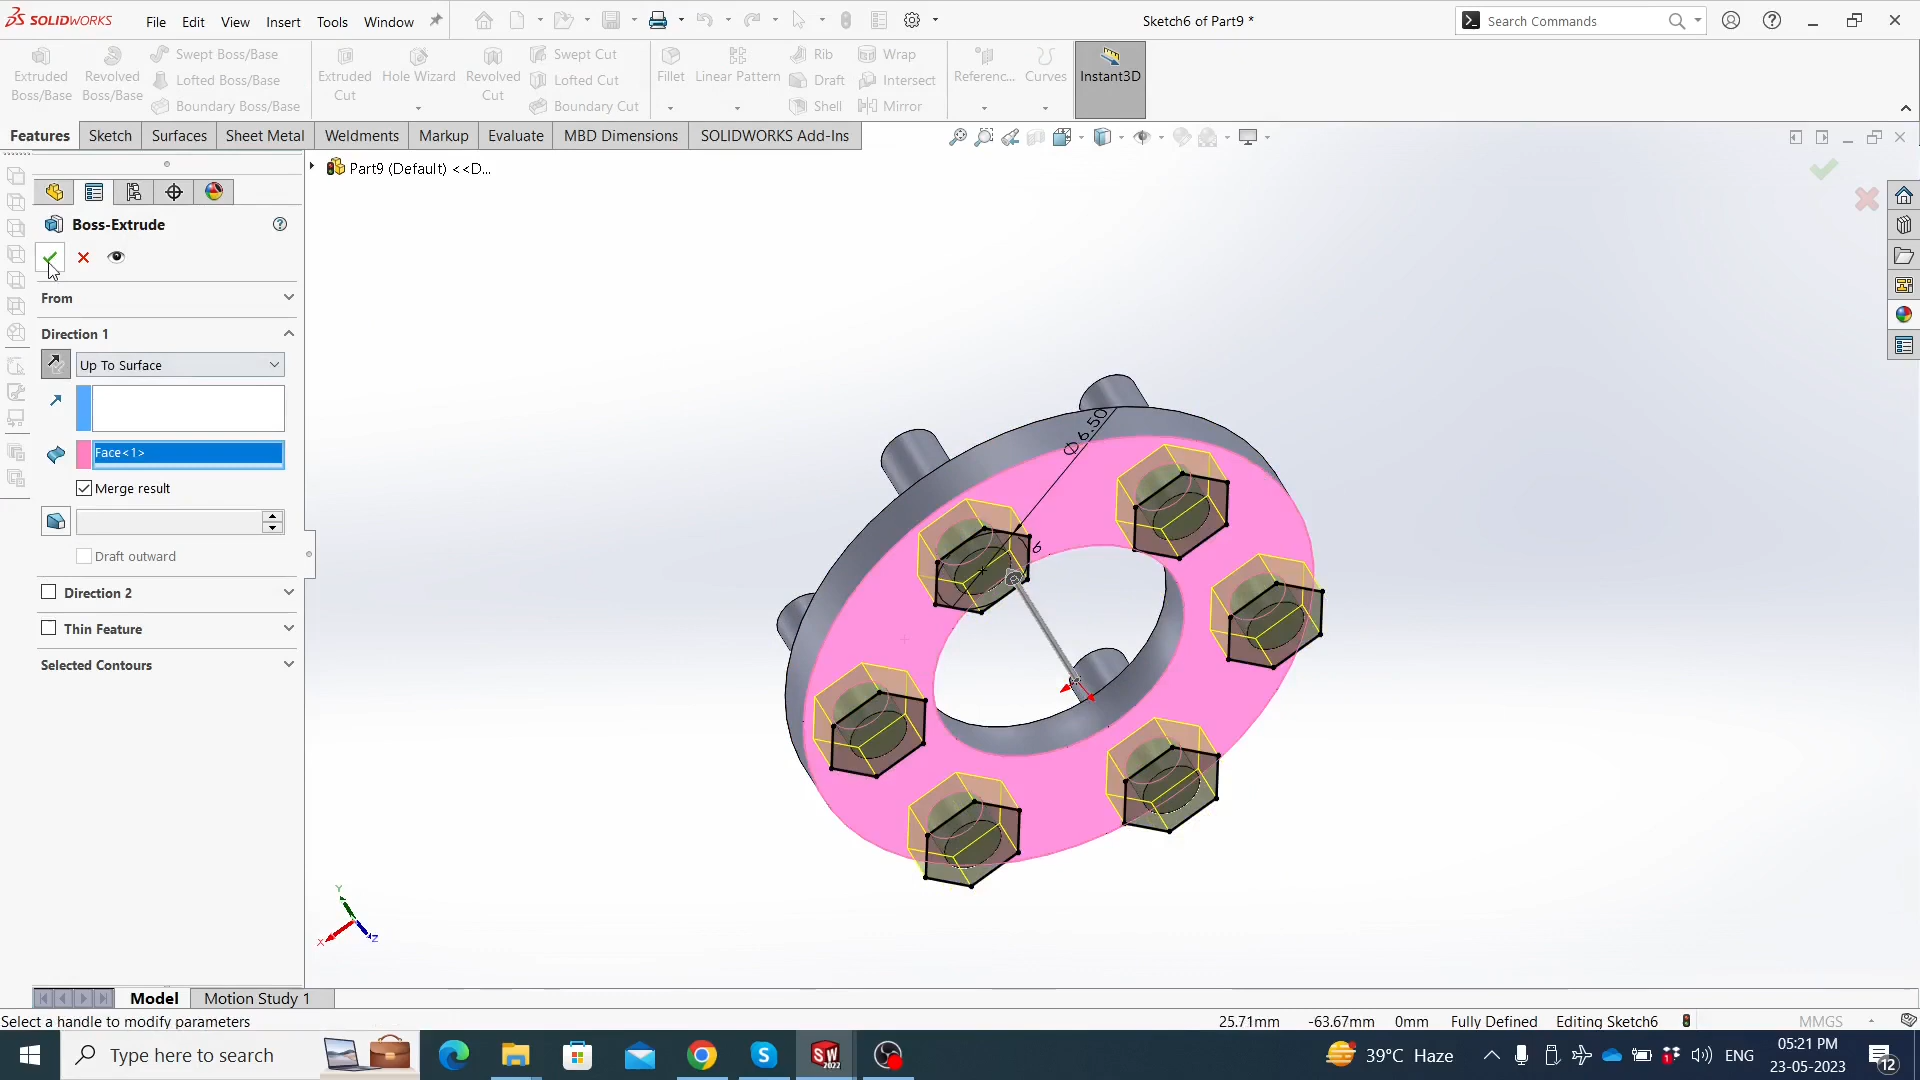 SOLIDWORKS
File Edit View Insert Tools Window
Sketch6 of Part9 *
Search Commands
Extruded Boss/Base
Revolved Boss/Base
Swept Boss/Base
Lofted Boss/Base
Boundary Boss/Base
Extruded Cut
Hole Wizard
Revolved Cut
Swept Cut
Lofted Cut
Boundary Cut
Fillet
Linear Pattern
Rib
Draft
Shell
Wrap
Intersect
Mirror
Referenc...
Curves
Instant3D
Features Sketch Surfaces Sheet Metal Weldments Markup Evaluate MBD Dimensions SOLIDWORKS Add-Ins
Part9 (Default) <<D...
Boss-Extrude
From
Direction 1
Up To Surface
Face<1>
Merge result
Draft outward
Direction 2
Thin Feature
Selected Contours
Φ6.50
6
Y
X
Z
Model Motion Study 1
Select a handle to modify parameters
25.71mm -63.67mm 0mm Fully Defined Editing Sketch6 MMGS
Type here to search
SW
2022
39°C Haze
ENG
05:21 PM
23-05-2023
12